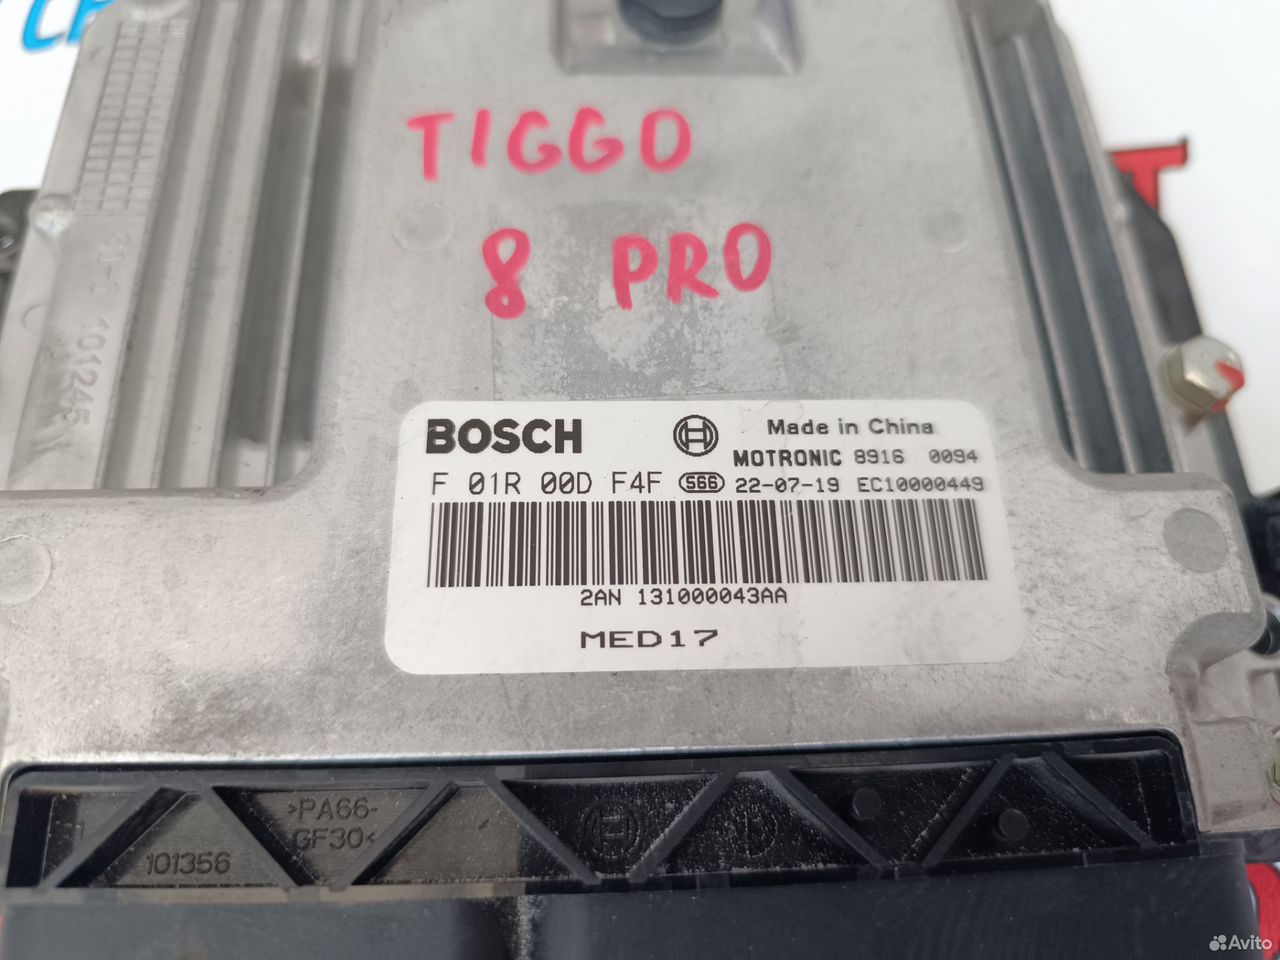 TIGGO
8 PRO
101245
BOSCH
Made in China
MOTRONIC 8916 0094
F 01R 00D F4F 566 22-07-19 EC10000449
2AN 131000043AA
MED17
>PA66-
GF30<
101356
Avito